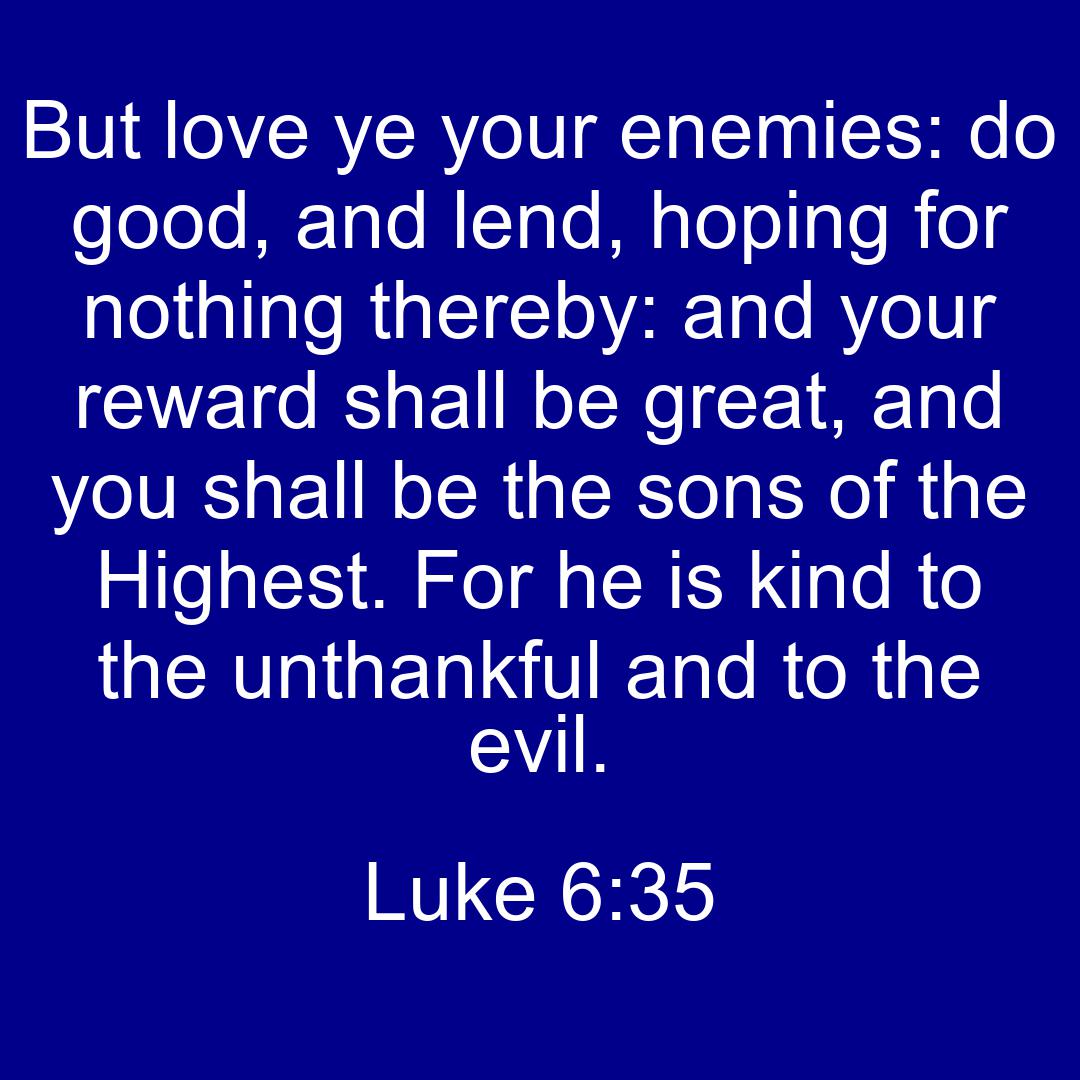 But love ye your enemies: do
good, and lend, hoping for
nothing thereby: and your
reward shall be great, and
you shall be the sons of the
Highest. For he is kind to
the unthankful and to the
evil.
Luke 6:35